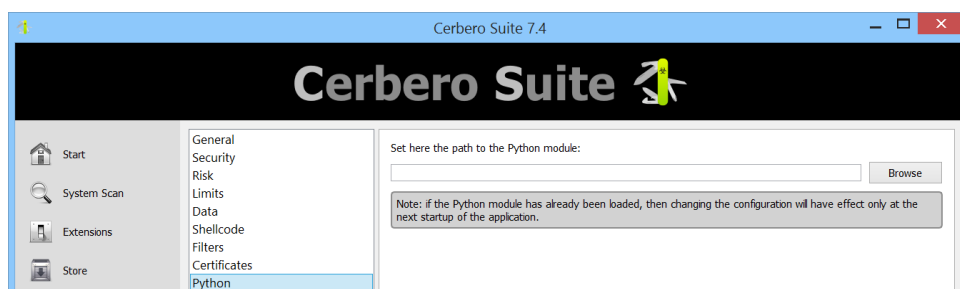 Cerbero Suite 7.4
Cerbero Suite
Start
System Scan
Extensions
Store
General
Security
Risk
Limits
Data
Shellcode
Filters
Certificates
Python
Set here the path to the Python module:
Browse
Note: if the Python module has already been loaded, then changing the configuration will have effect only at the
next startup of the application.